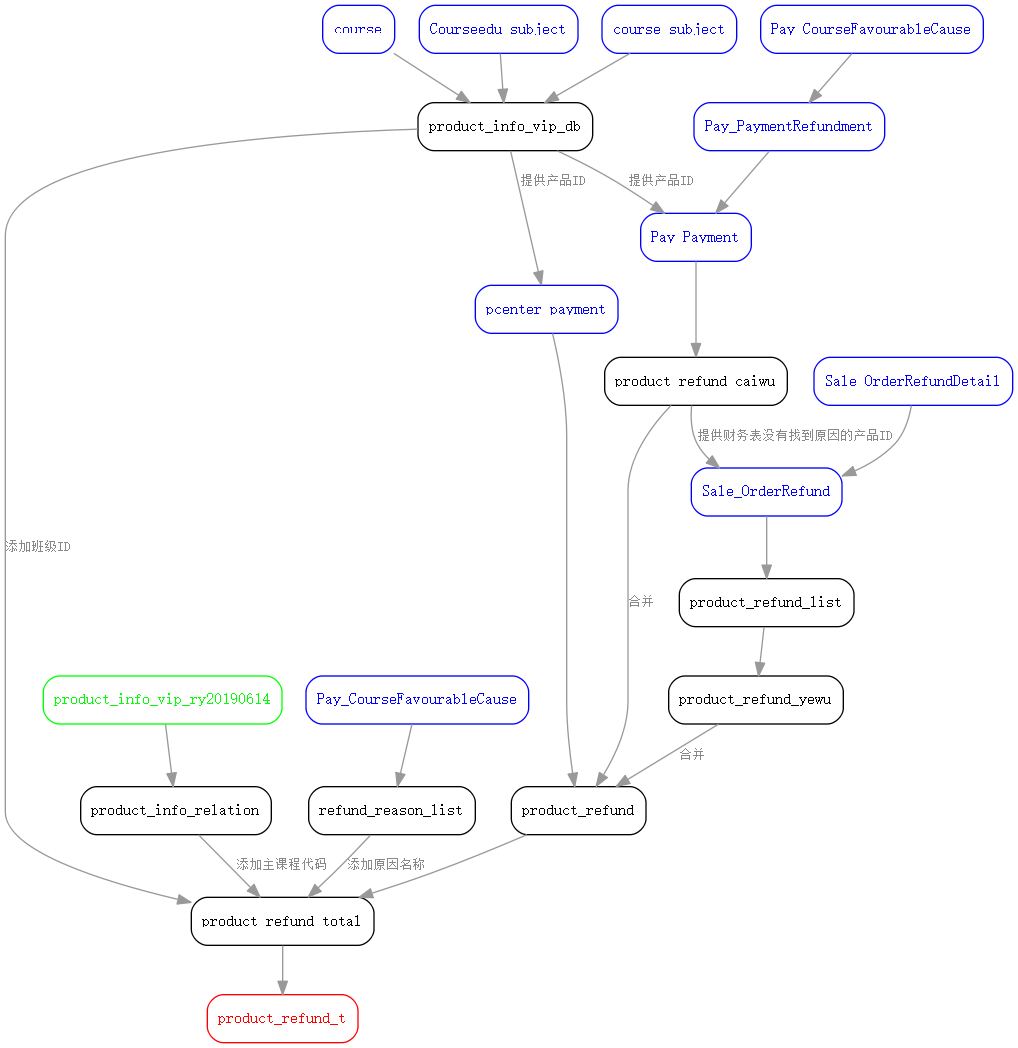 course
Courseedu subject
course subject
Pay CourseFavourableCause
product_info_vip_db
Pay_PaymentRefundment
提供产品ID
提供产品ID
Pay Payment
pcenter payment
product refund caiwu
Sale OrderRefundDetail
提供财务表没有找到原因的产品ID
Sale_OrderRefund
添加班级ID
合并
product_refund_list
product_info_vip_ry20190614
Pay_CourseFavourableCause
product_refund_yewu
合并
product_info_relation
refund_reason_list
product_refund
添加主课程代码
添加原因名称
product refund total
product_refund_t